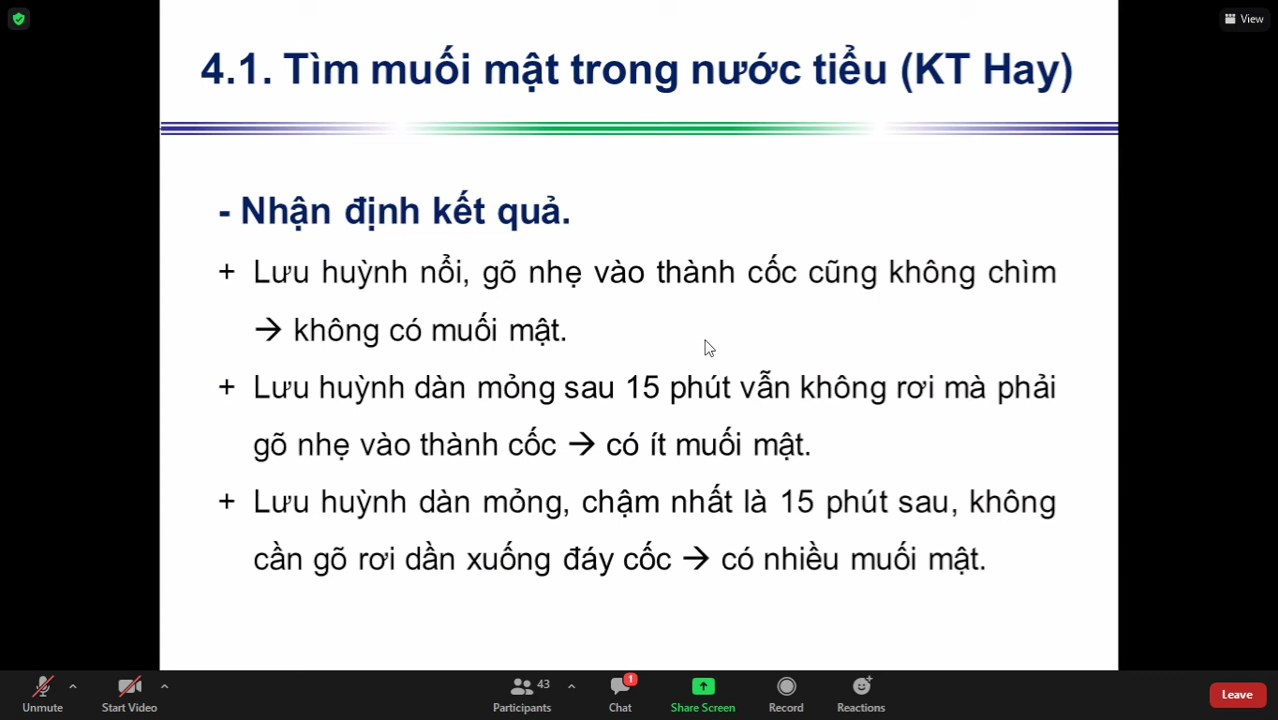 View
4.1. Tìm muối mật trong nước tiểu (KT Hay)
- Nhận định kết quả.
+ Lưu huỳnh nổi, gõ nhẹ vào thành cốc cũng không chìm
→ không có muối mật.
+ Lưu huỳnh dàn mỏng sau 15 phút vẫn không rơi mà phải
gõ nhẹ vào thành cốc → có ít muối mật.
+ Lưu huỳnh dàn mỏng, chậm nhất là 15 phút sau, không
cần gõ rơi dần xuống đáy cốc → có nhiều muối mật.
43
1
Unmute
Start Video
Participants
Chat
Share Screen
Record
Reactions
Leave